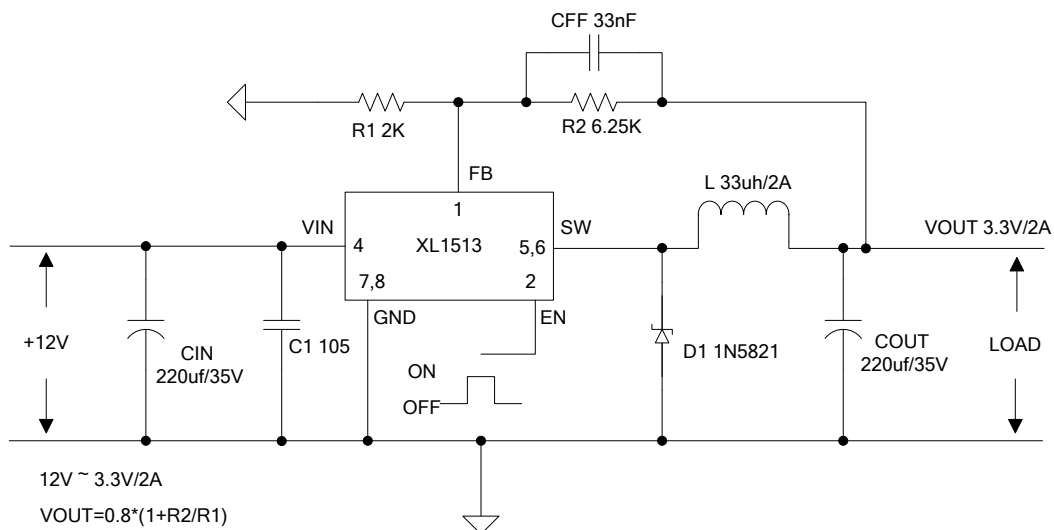 CFF 33nF
R1 2K
R2 6.25K
FB
L 33uh/2A
1
VIN
SW
VOUT 3.3V/2A
4
XL1513
5,6
7,8
2
GND
EN
+12V
CIN
220uf/35V
C1 105
ON
OFF
D1 1N5821
COUT
220uf/35V
LOAD
12V ~ 3.3V/2A
VOUT=0.8*(1+R2/R1)